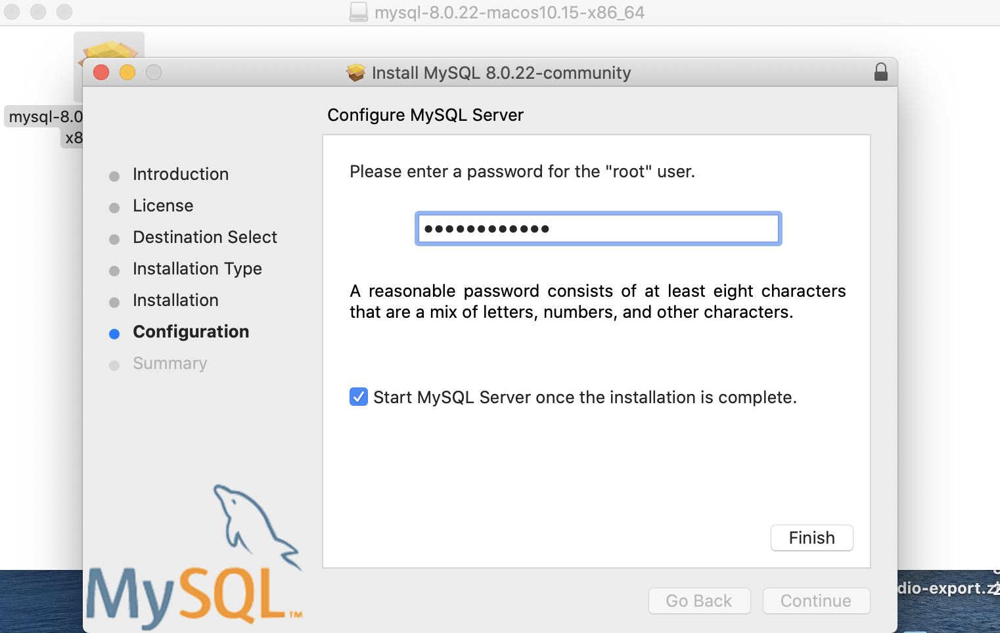 mysql-8.0.22-macos10.15-x86_64
mysql-8.0
x8
Install MySQL 8.0.22-community
Configure MySQL Server
Introduction
License
Destination Select
Installation Type
Installation
Configuration
Summary
Please enter a password for the "root" user.
●●●●●●●●●●●●
A reasonable password consists of at least eight characters
that are a mix of letters, numbers, and other characters.
Start MySQL Server once the installation is complete.
Finish
Go Back
Continue
MySQL™
dio-export.z